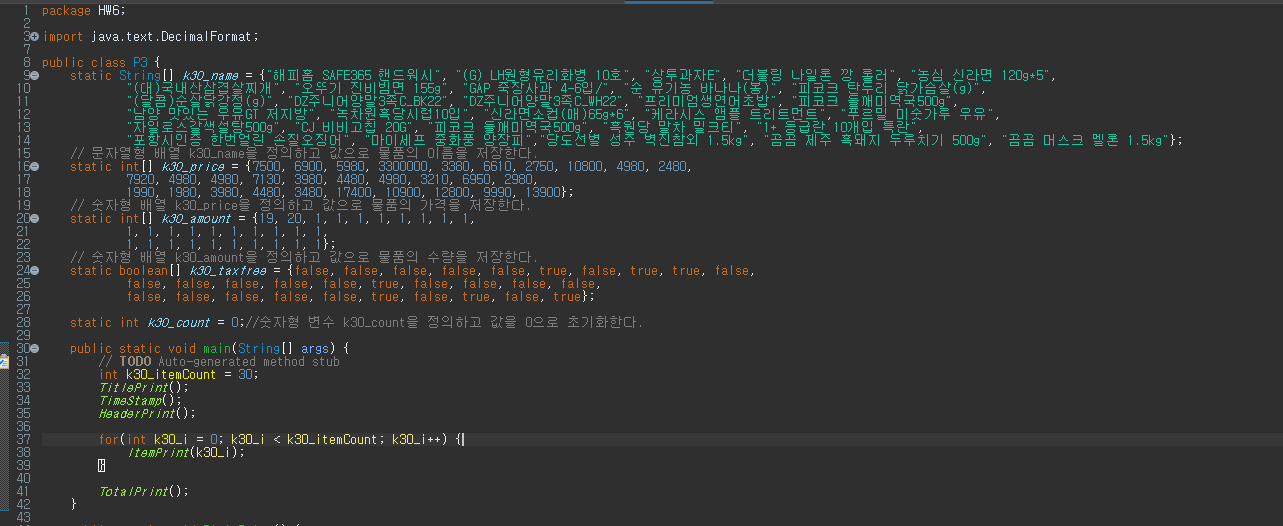 1 package HW6;
2
3 import java.text.DecimalFormat;
7
8 public class P3 {
9 static String[] k30_name = {"해피홈 SAFE365 핸드워시", "(G) LH원형유리화병 10호", "상투과자E", "더블링 나일론 깡 롤러", "농심 신라면 120g*5",
10 "(대)국내산삼겹살찌개", "오뚜기 진비빔면 155g", "GAP 죽장사과 4-6입/", "순 유기농 바나나(봉)", "피코크 탄두리 닭가슴살(g)",
11 "(달콤)순살닭강정(g)", "DZ주니어양말3족C_BK22", "DZ주니어양말3족C_WH22", "프리미엄생연어초밥", "피코크 들깨미역국500g",
12 "남양 맛있는 우유GT 저지방", "녹차원흑당시럽10입", "신라면소컵(매)65g*6", "케라시스 앰플 트리트먼트", "푸르밀 미숫가루 우유",
13 "자일로스갈색설탕500g", "CJ 비비고칩 20G", "피코크 들깨미역국500g", "흑원당 말차 밀크티", "1+ 등급란 10개입 특란",
14 "포항시인증 한번얼린 손질오징어", "마이셰프 중화풍 양장피", "당도선별 성주 벽진참외 1.5kg", "곰곰 제주 흑돼지 두루치기 500g", "곰곰 머스크 멜론 1.5kg"};
15 // 문자열형 배열 k30_name을 정의하고 값으로 물품의 이름을 저장한다.
16 static int[] k30_price = {7500, 6900, 5980, 3300000, 3380, 6610, 2750, 10800, 4980, 2480,
17 7920, 4980, 4980, 7130, 3980, 4480, 4980, 3210, 6950, 2980,
18 1990, 1980, 3980, 4480, 3480, 17400, 10900, 12800, 9990, 13900};
19 // 숫자형 배열 k30_price을 정의하고 값으로 물품의 가격을 저장한다.
20 static int[] k30_amount = {19, 20, 1, 1, 1, 1, 1, 1, 1, 1,
21 1, 1, 1, 1, 1, 1, 1, 1, 1, 1,
22 1, 1, 1, 1, 1, 1, 1, 1, 1, 1};
23 // 숫자형 배열 k30_amount을 정의하고 값으로 물품의 수량을 저장한다.
24 static boolean[] k30_taxfree = {false, false, false, false, false, true, false, true, true, false,
25 false, false, false, false, false, true, false, false, false, false,
26 false, false, false, false, false, true, false, true, false, true};
27
28 static int k30_count = 0;//숫자형 변수 k30_count을 정의하고 값을 0으로 초기화한다.
29
30 public static void main(String[] args) {
31 // TODO Auto-generated method stub
32 int k30_itemCount = 30;
33 TitlePrint();
34 TimeStamp();
35 HeaderPrint();
36
37 for(int k30_i = 0; k30_i < k30_itemCount; k30_i++) {
38 ItemPrint(k30_i);
39 }
40
41 TotalPrint();
42 }
43